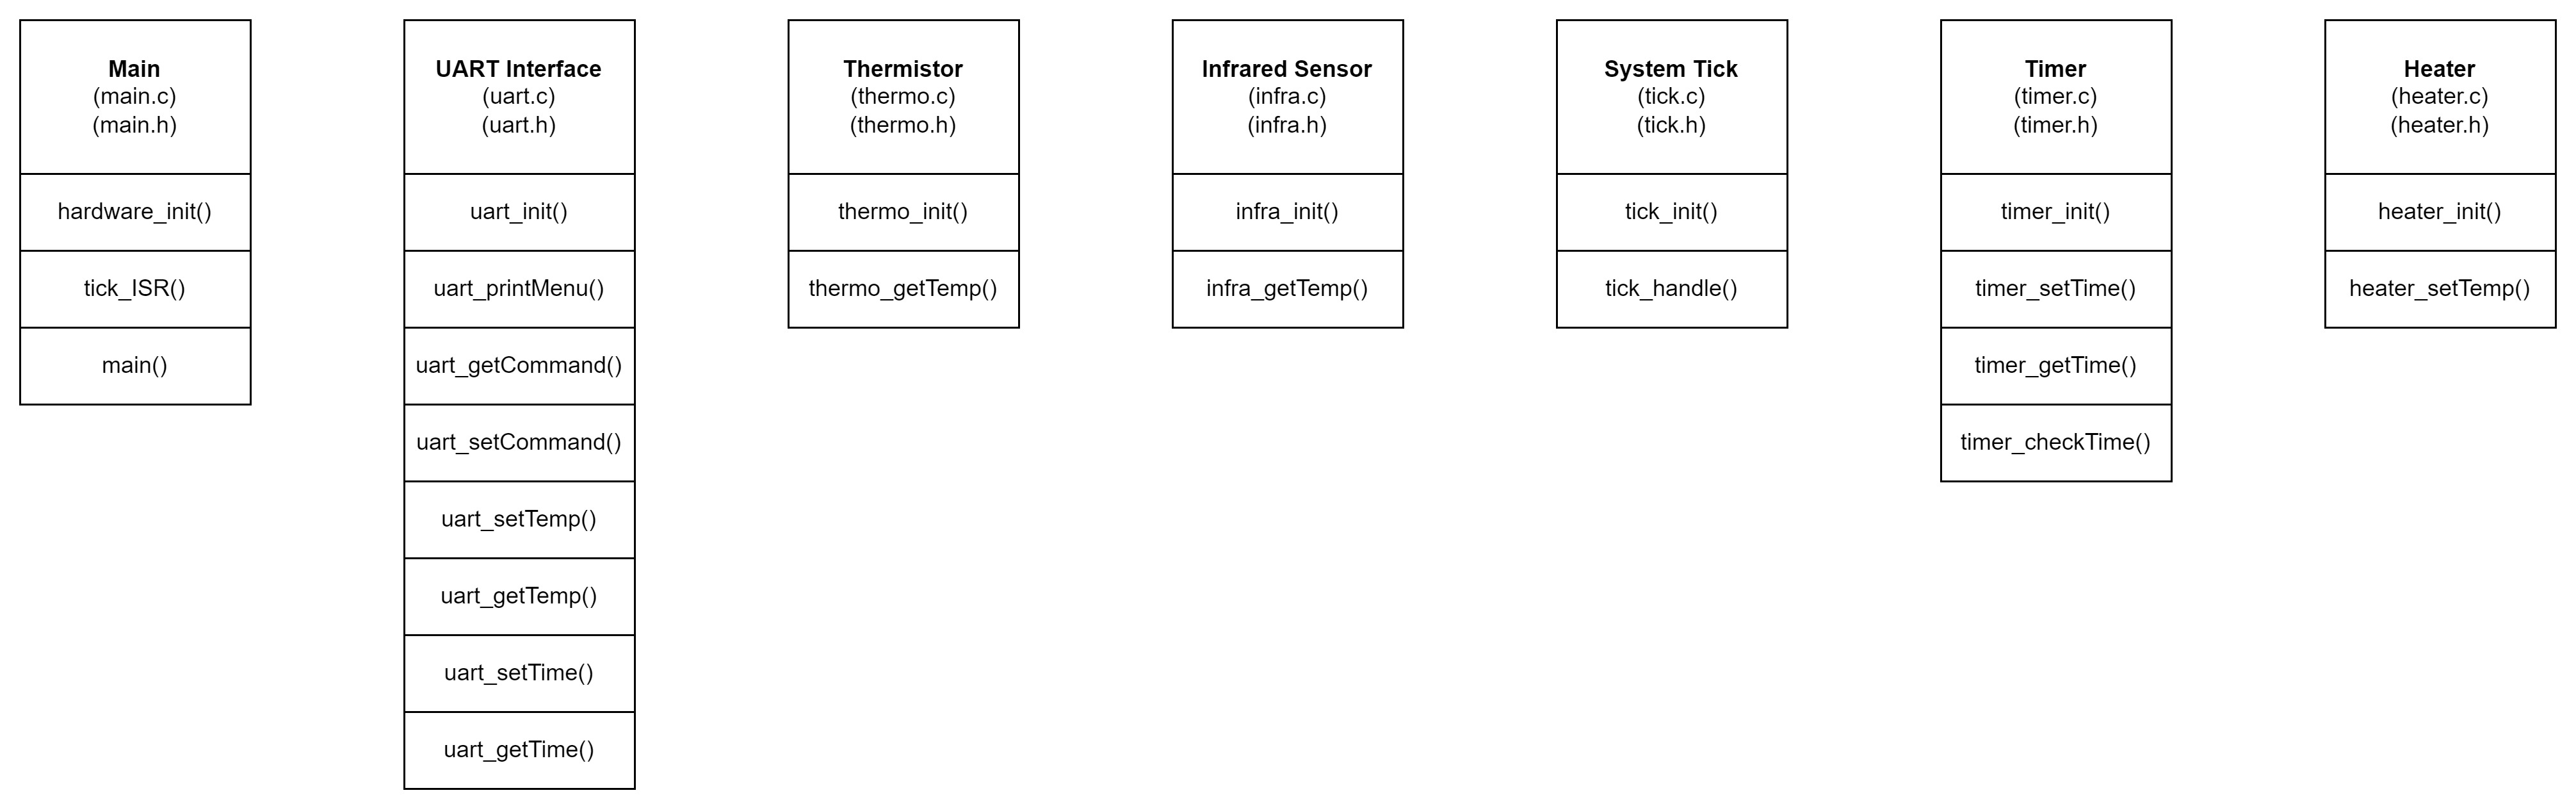 Main
(main.c)
(main.h)
hardware_init()
tick_ISR()
main()
UART Interface
(uart.c)
(uart.h)
uart_init()
uart_printMenu()
uart_getCommand()
uart_setCommand()
uart_setTemp()
uart_getTemp()
uart_setTime()
uart_getTime()
Thermistor
(thermo.c)
(thermo.h)
thermo_init()
thermo_getTemp()
Infrared Sensor
(infra.c)
(infra.h)
infra_init()
infra_getTemp()
System Tick
(tick.c)
(tick.h)
tick_init()
tick_handle()
Timer
(timer.c)
(timer.h)
timer_init()
timer_setTime()
timer_getTime()
timer_checkTime()
Heater
(heater.c)
(heater.h)
heater_init()
heater_setTemp()